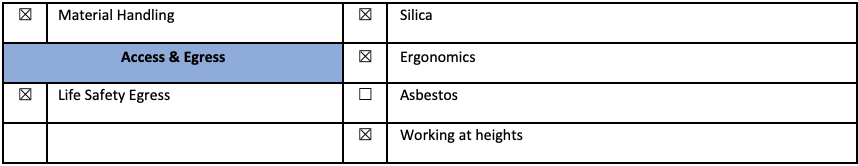 ☒ Material Handling ☒ Silica
Access & Egress ☒ Ergonomics
☒ Life Safety Egress ☐ Asbestos
☒ Working at heights